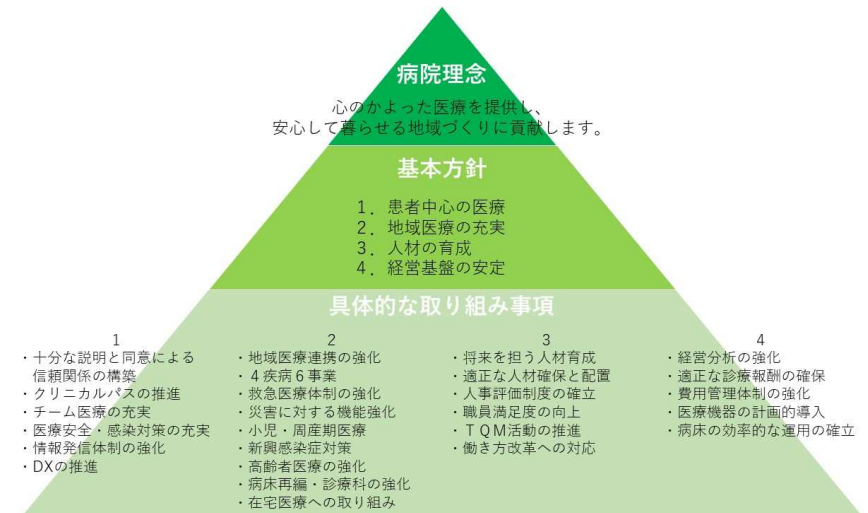 病院理念
心のかよった医療を提供し、
安心して暮らせる地域づくりに貢献します。
基本方針
１．患者中心の医療
２．地域医療の充実
３．人材の育成
４．経営基盤の安定
具体的な取り組み事項
1
・十分な説明と同意による
信頼関係の構築
・クリニカルパスの推進
・チーム医療の充実
・医療安全・感染対策の充実
・情報発信体制の強化
・DXの推進
2
・地域医療連携の強化
・４疾病６事業
・救急医療体制の強化
・災害に対する機能強化
・小児・周産期医療
・新興感染症対策
・高齢者医療の強化
・病床再編・診療科の強化
・在宅医療への取り組み
3
・将来を担う人材育成
・適正な人材確保と配置
・人事評価制度の確立
・職員満足度の向上
・ＴＱＭ活動の推進
・働き方改革への対応
4
・経営分析の強化
・適正な診療報酬の確保
・費用管理体制の強化
・医療機器の計画的導入
・病床の効率的な運用の確立